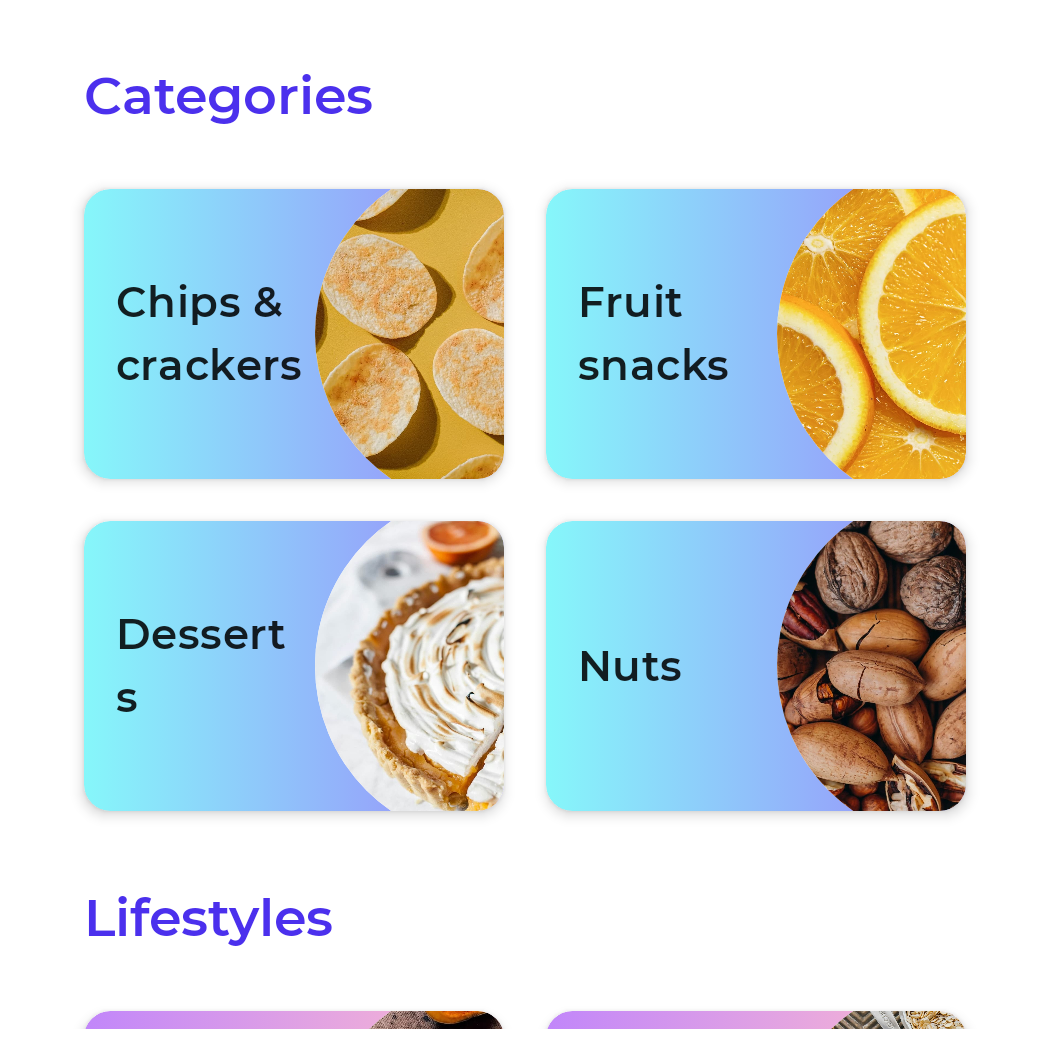 Categories
Chips &
crackers
Fruit
snacks
Dessert
s
Nuts
Lifestyles